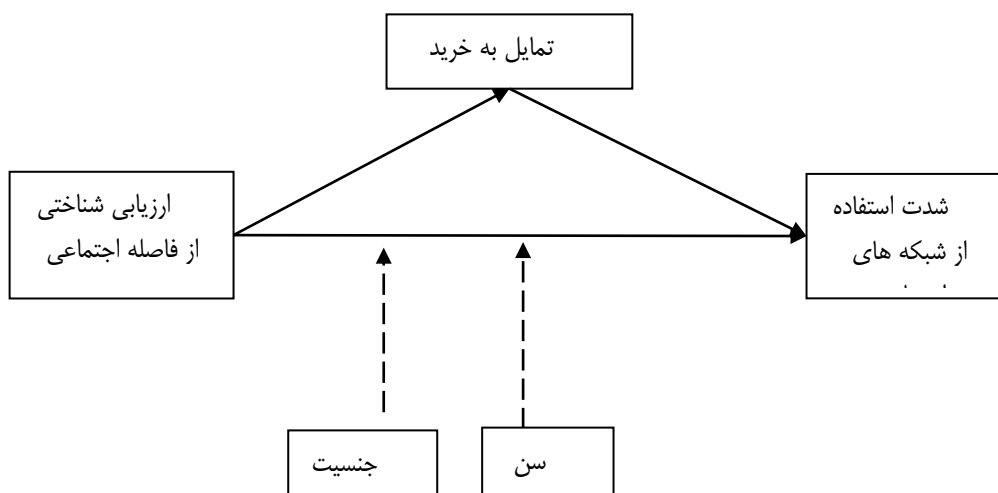 تمایل به خرید
ارزیابی شناختی
از فاصله اجتماعی
شدت استفاده
از شبکه های
جنسیت
سن